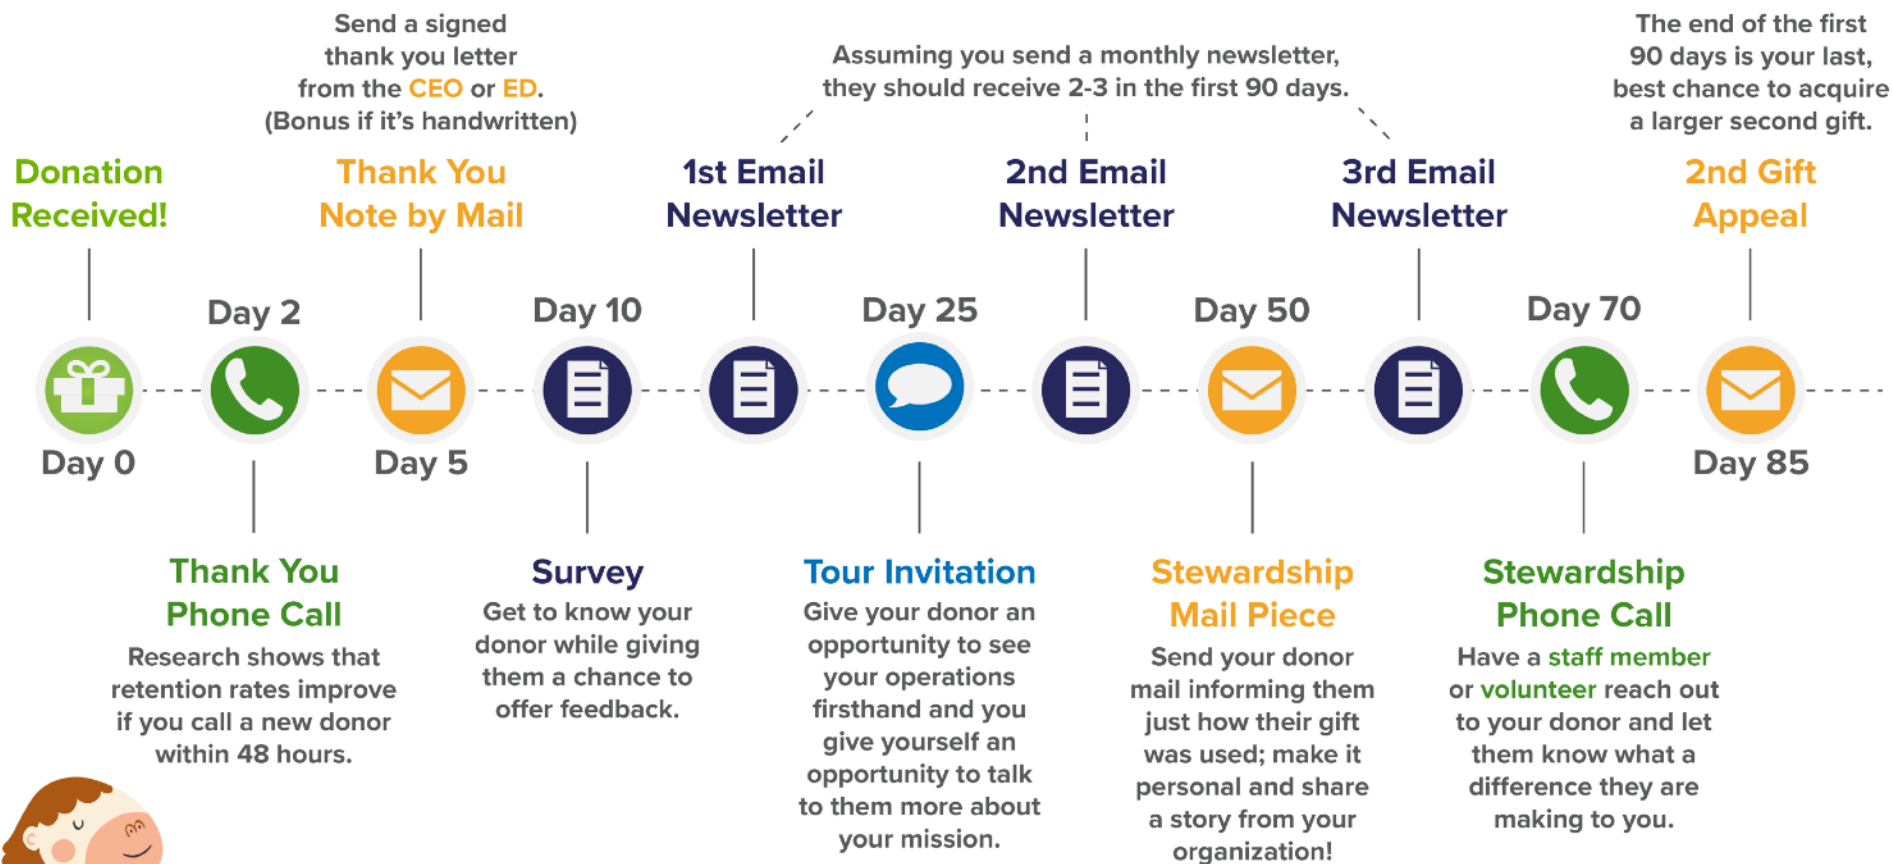 Send a signed
thank you letter
from the CEO or ED.
(Bonus if it's handwritten)
Assuming you send a monthly newsletter,
they should receive 2-3 in the first 90 days.
The end of the first
90 days is your last,
best chance to acquire
a larger second gift.
Donation
Received!
Thank You
Note by Mail
1st Email
Newsletter
2nd Email
Newsletter
3rd Email
Newsletter
2nd Gift
Appeal
Day 2
Day 10
Day 25
Day 50
Day 70
Day 0
Day 5
Day 85
Thank You
Phone Call
Research shows that
retention rates improve
if you call a new donor
within 48 hours.
Survey
Get to know your
donor while giving
them a chance to
offer feedback.
Tour Invitation
Give your donor an
opportunity to see
your operations
firsthand and you
give yourself an
opportunity to talk
to them more about
your mission.
Stewardship
Mail Piece
Send your donor
mail informing them
just how their gift
was used; make it
personal and share
a story from your
organization!
Stewardship
Phone Call
Have a staff member
or volunteer reach out
to your donor and let
them know what a
difference they are
making to you.